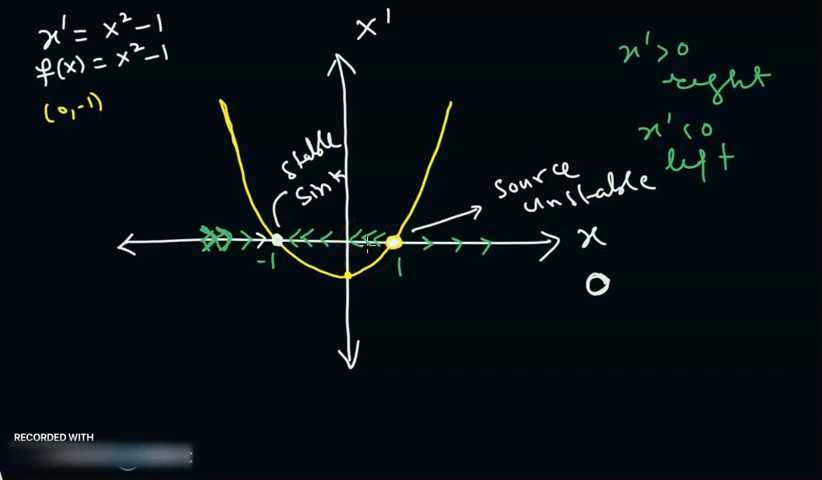 x' = x² - 1
f(x) = x² - 1
(0, -1)
x'
x' > 0
right
x' < 0
left
stable
sink
source
unstable
x
-1
1
RECORDED WITH